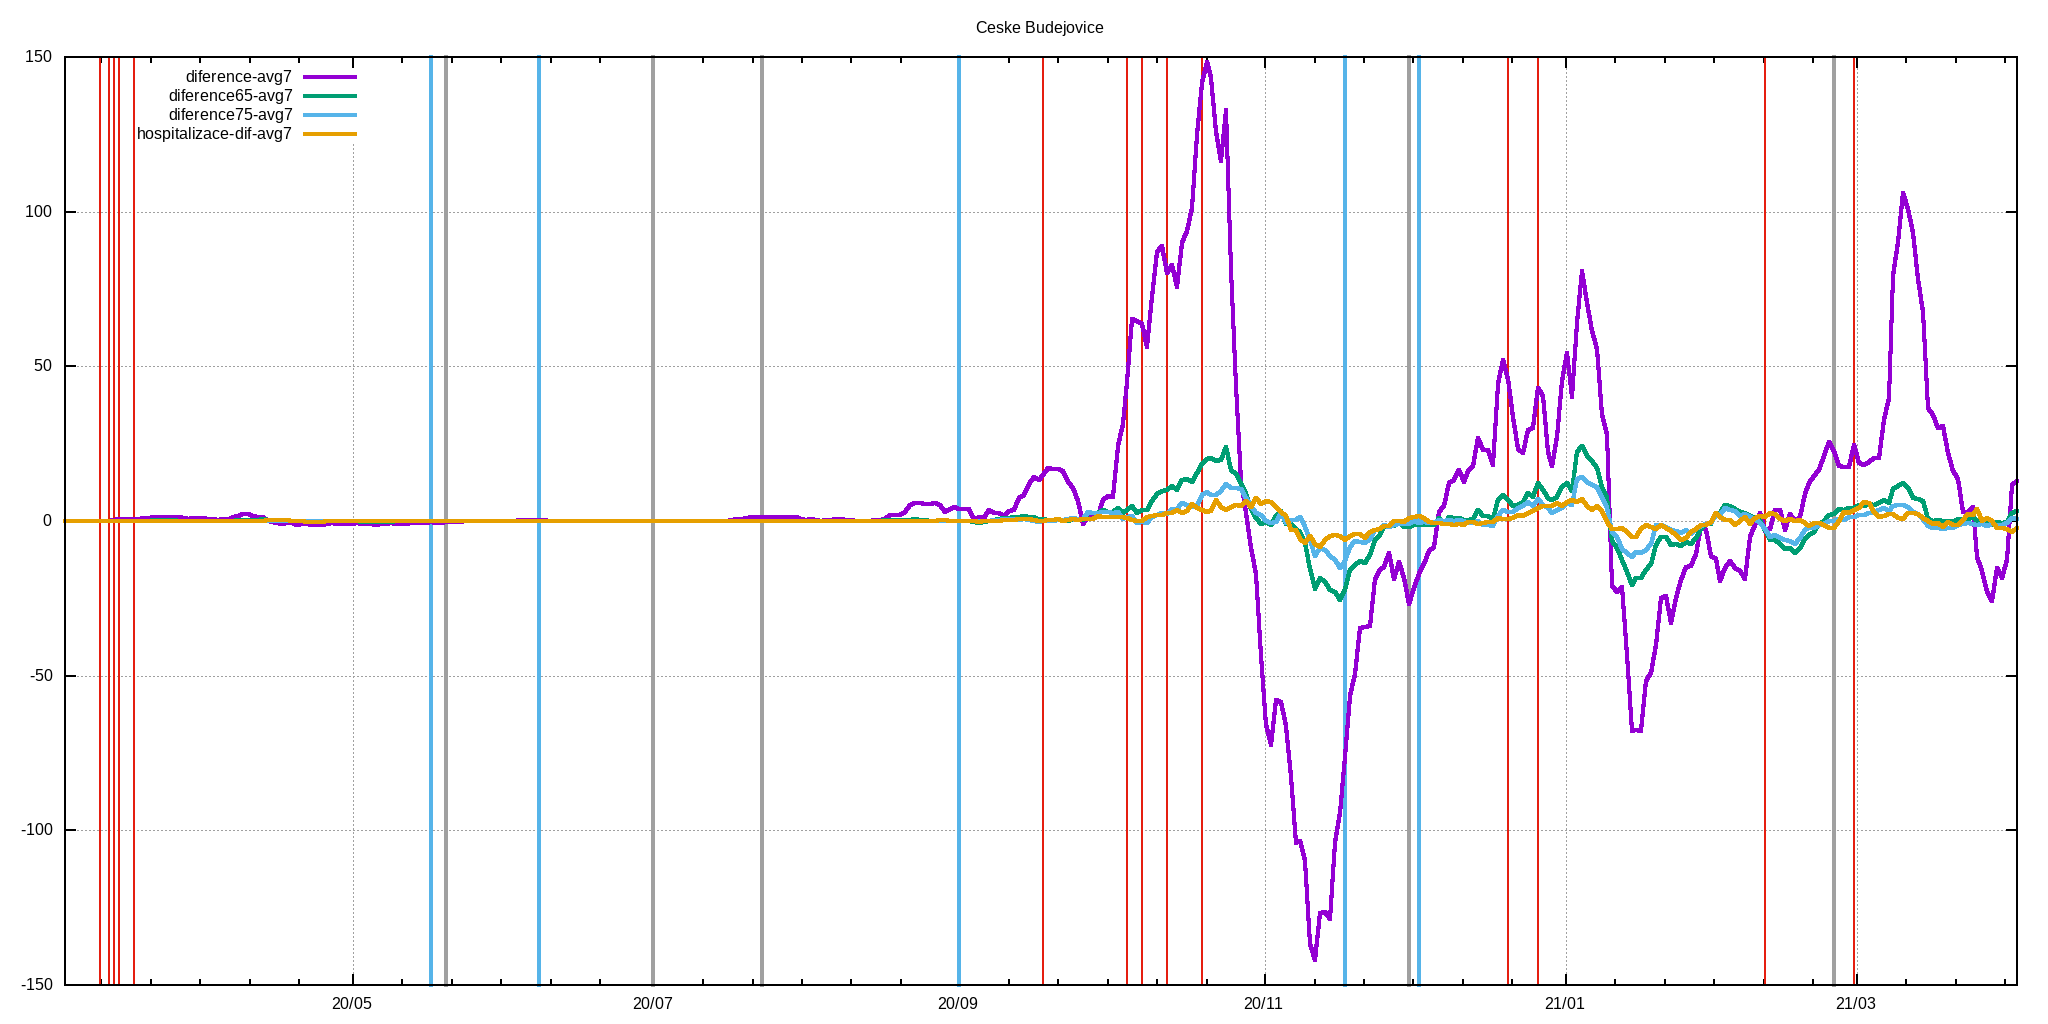 Ceske Budejovice
150
diference-avg7
diference65-avg7
diference75-avg7
hospitalizace-dif-avg7
100
50
0
-50
-100
-150
20/05 20/07 20/09 20/11 21/01 21/03